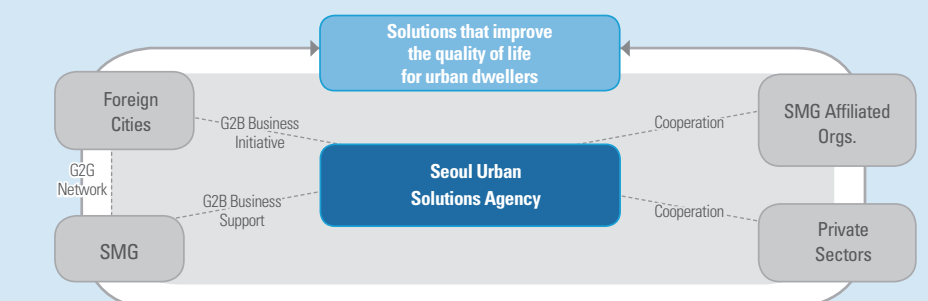 Solutions that improve
the quality of life
for urban dwellers
Foreign
Cities
G2B Business
Initiative
Cooperation
SMG Affiliated
Orgs.
G2G
Network
Seoul Urban
Solutions Agency
G2B Business
Support
Cooperation
SMG
Private
Sectors